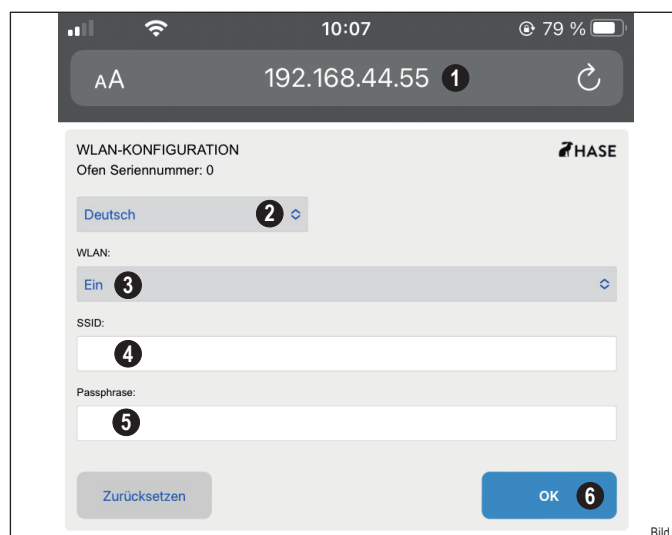 10:07
79 %
AA
192.168.44.55 1
WLAN-KONFIGURATION
HASE
Ofen Seriennummer: 0
Deutsch 2
WLAN:
Ein 3
SSID:
4
Passphrase:
5
Zurücksetzen
OK 6
Bild